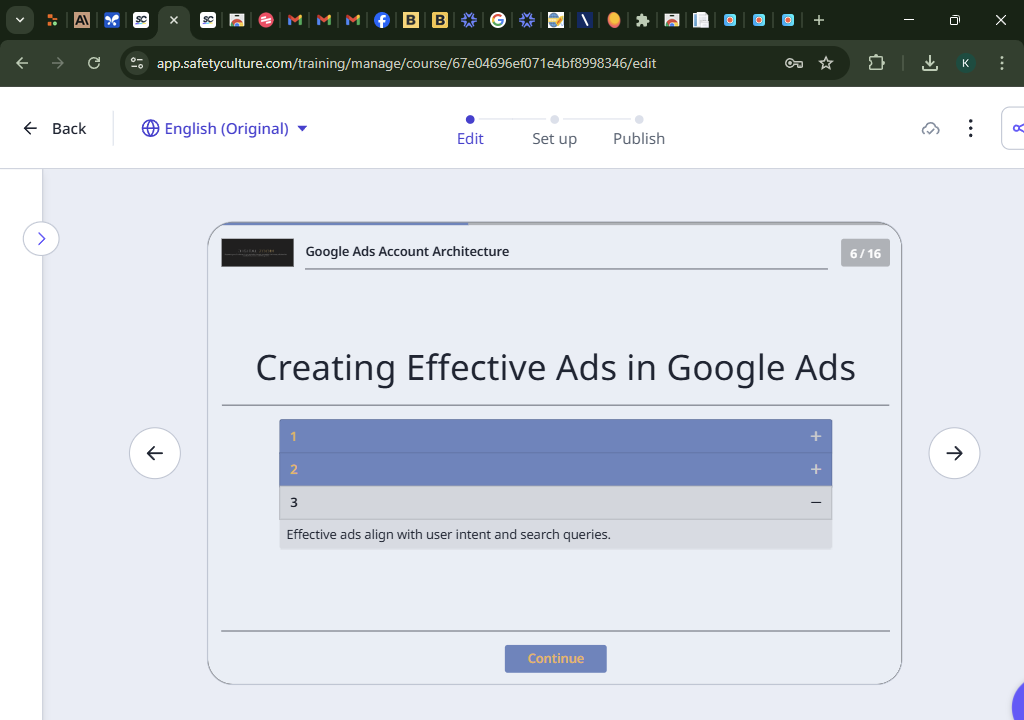 app.safetyculture.com/training/manage/course/67e04696ef071e4bf8998346/edit
K
Back
English (Original)
Edit
Set up
Publish
Google Ads Account Architecture
6 / 16
Creating Effective Ads in Google Ads
1
2
3
Effective ads align with user intent and search queries.
Continue